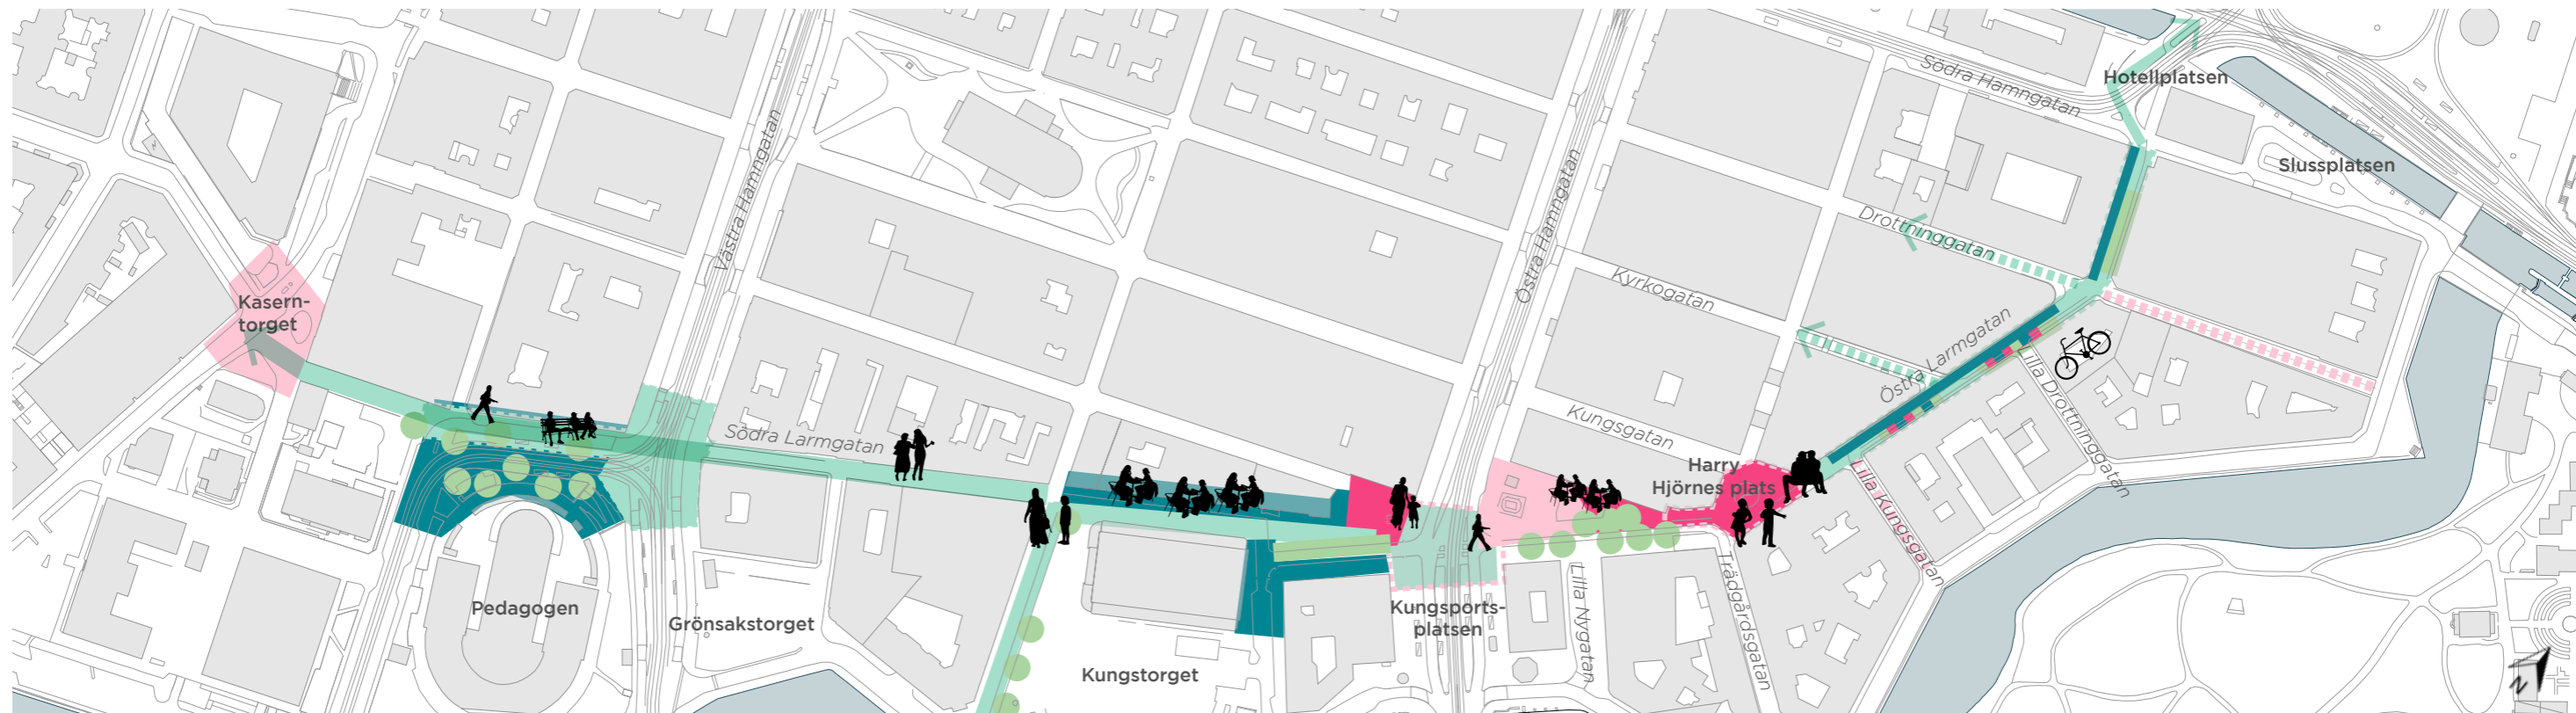 Hotellplatsen
Södra Hamngatan
Slussplatsen
Västra Hamngatan
Östra Hamngatan
Drottninggatan
Kyrkogatan
Kasern-
torget
Östra Larmgatan
Lilla Drottninggatan
Kungsgatan
Södra Larmgatan
Harry
Hjörnes plats
Lilla Kungsgatan
Pedagogen
Grönsakstorget
Kungsports-
platsen
Lilla Nygatan
Trädgårdsgatan
Kungstorget
N